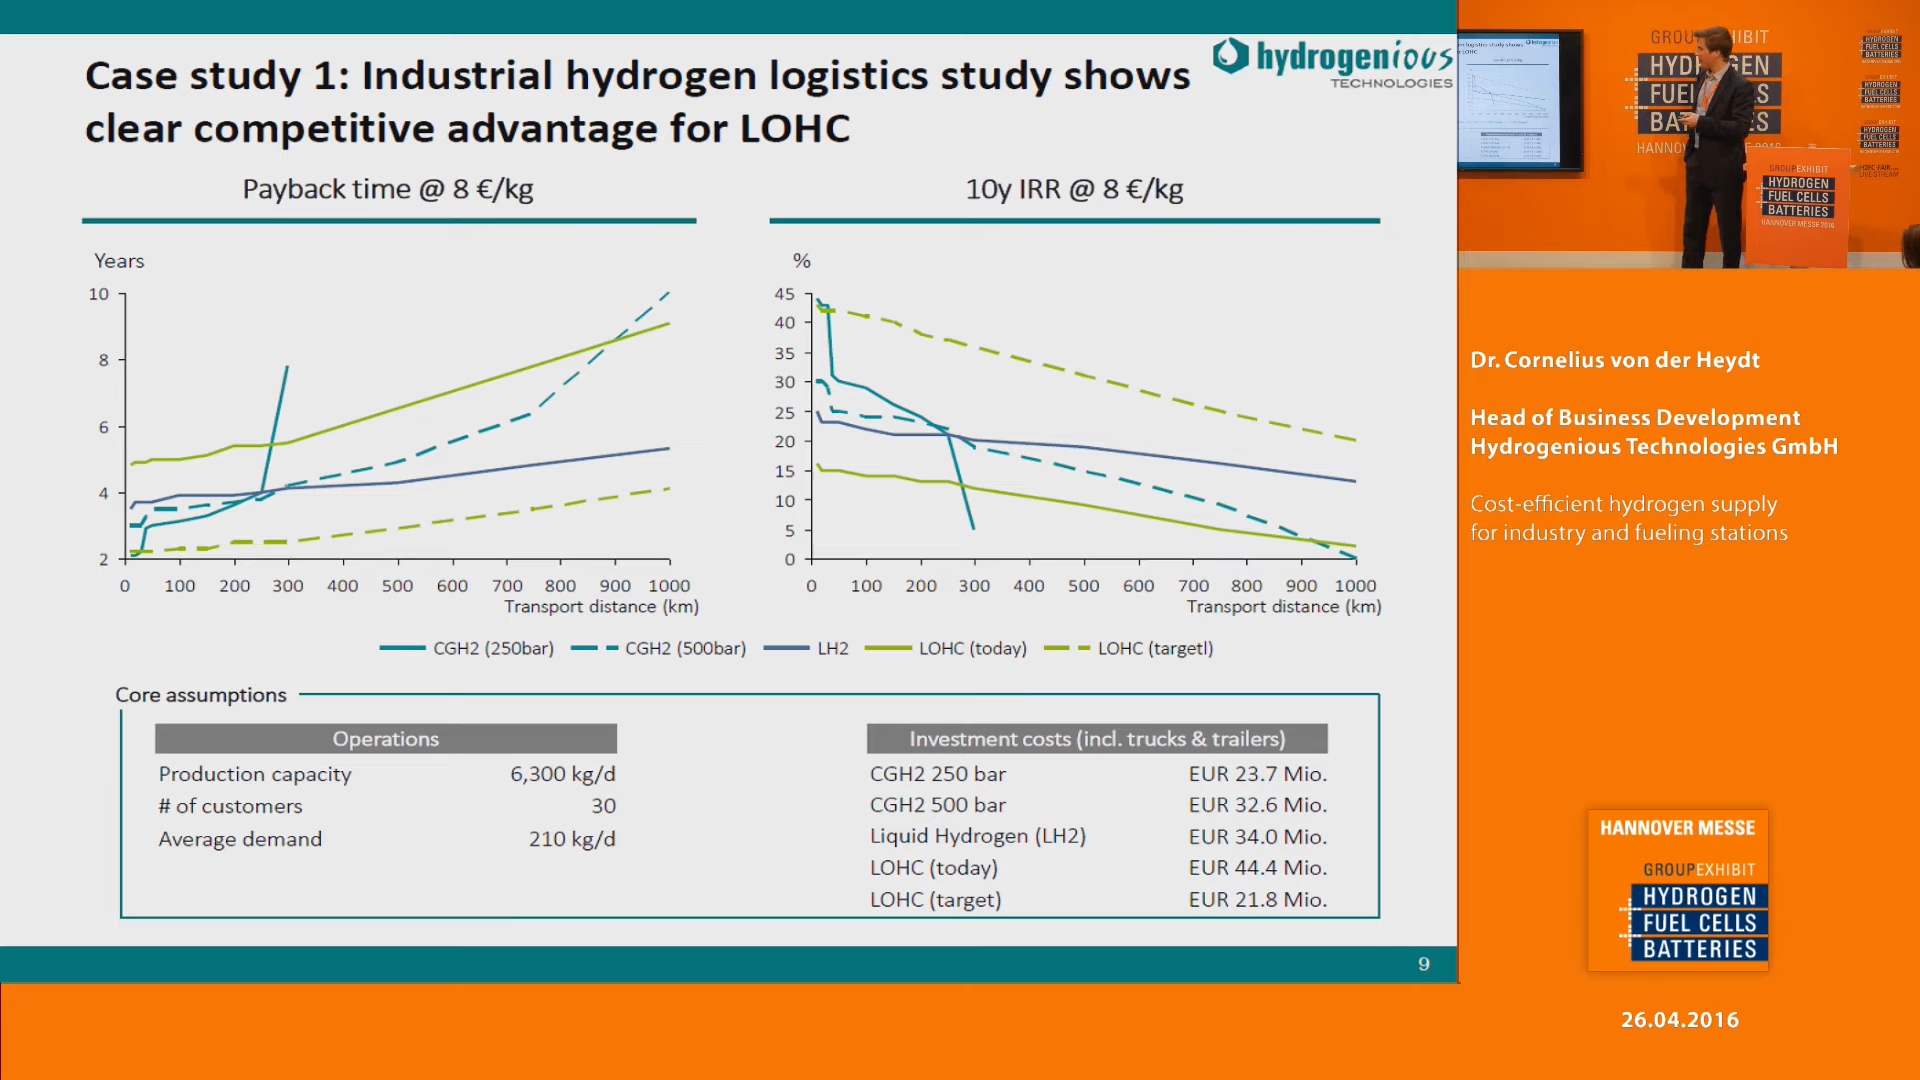 Case study 1: Industrial hydrogen logistics study shows
clear competitive advantage for LOHC
hydrogenious
TECHNOLOGIES
Payback time @ 8 €/kg
Years
10
8
6
4
2
0 100 200 300 400 500 600 700 800 900 1000
Transport distance (km)
10y IRR @ 8 €/kg
%
45
40
35
30
25
20
15
10
5
0
0 100 200 300 400 500 600 700 800 900 1000
Transport distance (km)
CGH2 (250bar) CGH2 (500bar) LH2 LOHC (today) LOHC (targetl)
Core assumptions
Operations
Production capacity 6,300 kg/d
# of customers 30
Average demand 210 kg/d
Investment costs (incl. trucks & trailers)
CGH2 250 bar EUR 23.7 Mio.
CGH2 500 bar EUR 32.6 Mio.
Liquid Hydrogen (LH2) EUR 34.0 Mio.
LOHC (today) EUR 44.4 Mio.
LOHC (target) EUR 21.8 Mio.
9
GROUPEXHIBIT
HYDROGEN
FUEL CELLS
BATTERIES
HANNOVER MESSE 2016
Dr. Cornelius von der Heydt
Head of Business Development
Hydrogenious Technologies GmbH
Cost-efficient hydrogen supply
for industry and fueling stations
HANNOVER MESSE
GROUPEXHIBIT
HYDROGEN
FUEL CELLS
BATTERIES
26.04.2016